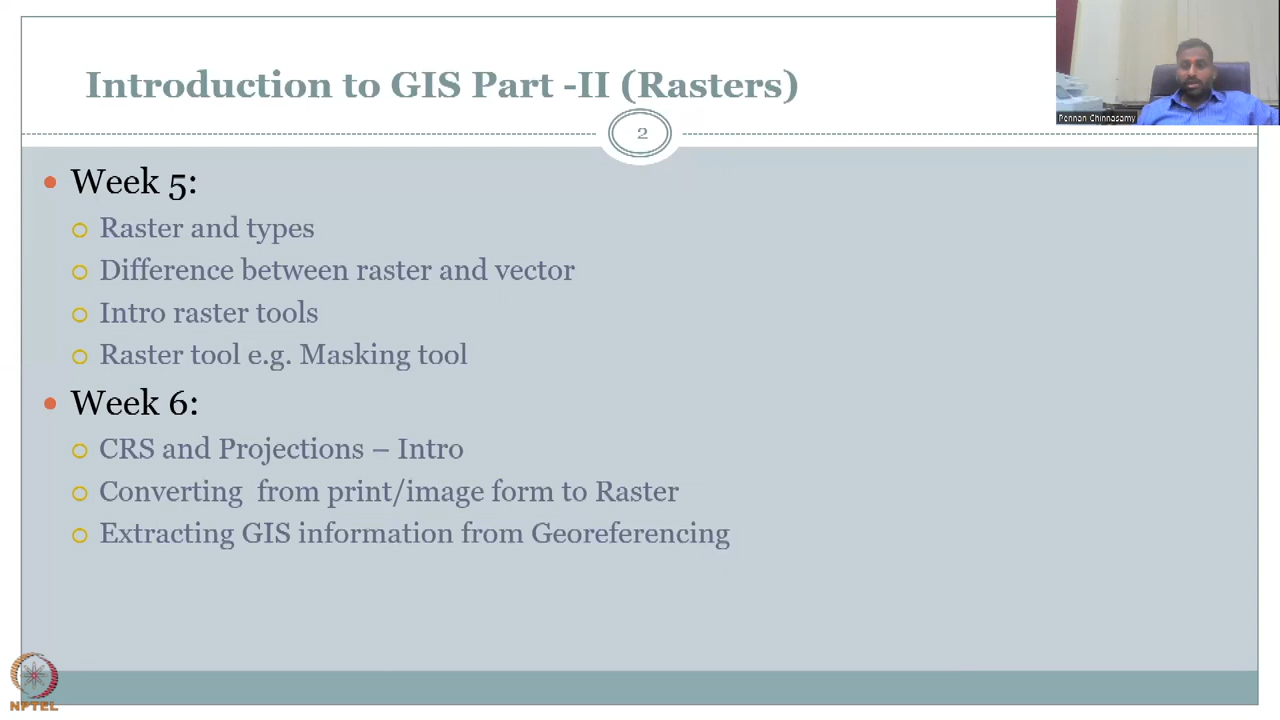 Introduction to GIS Part -II (Rasters)
Pennan Chinnasamy
2
Week 5:
Raster and types
Difference between raster and vector
Intro raster tools
Raster tool e.g. Masking tool
Week 6:
CRS and Projections – Intro
Converting  from print/image form to Raster
Extracting GIS information from Georeferencing
NPTEL